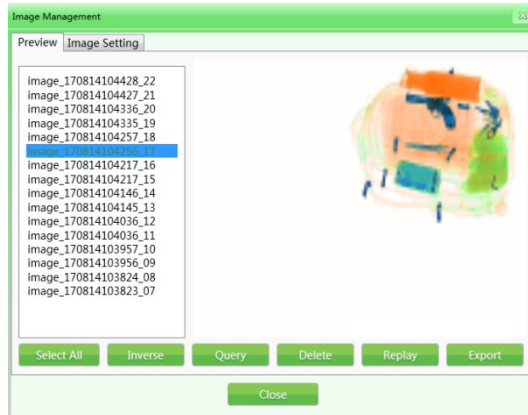 Image Management
Preview Image Setting
image_170814104428_22
image_170814104427_21
image_170814104336_20
image_170814104335_19
image_170814104257_18
image_170814104256_17
image_170814104217_16
image_170814104217_15
image_170814104146_14
image_170814104145_13
image_170814104036_12
image_170814104036_11
image_170814103957_10
image_170814103956_09
image_170814103824_08
image_170814103823_07
Select All Inverse Query Delete Replay Export
Close